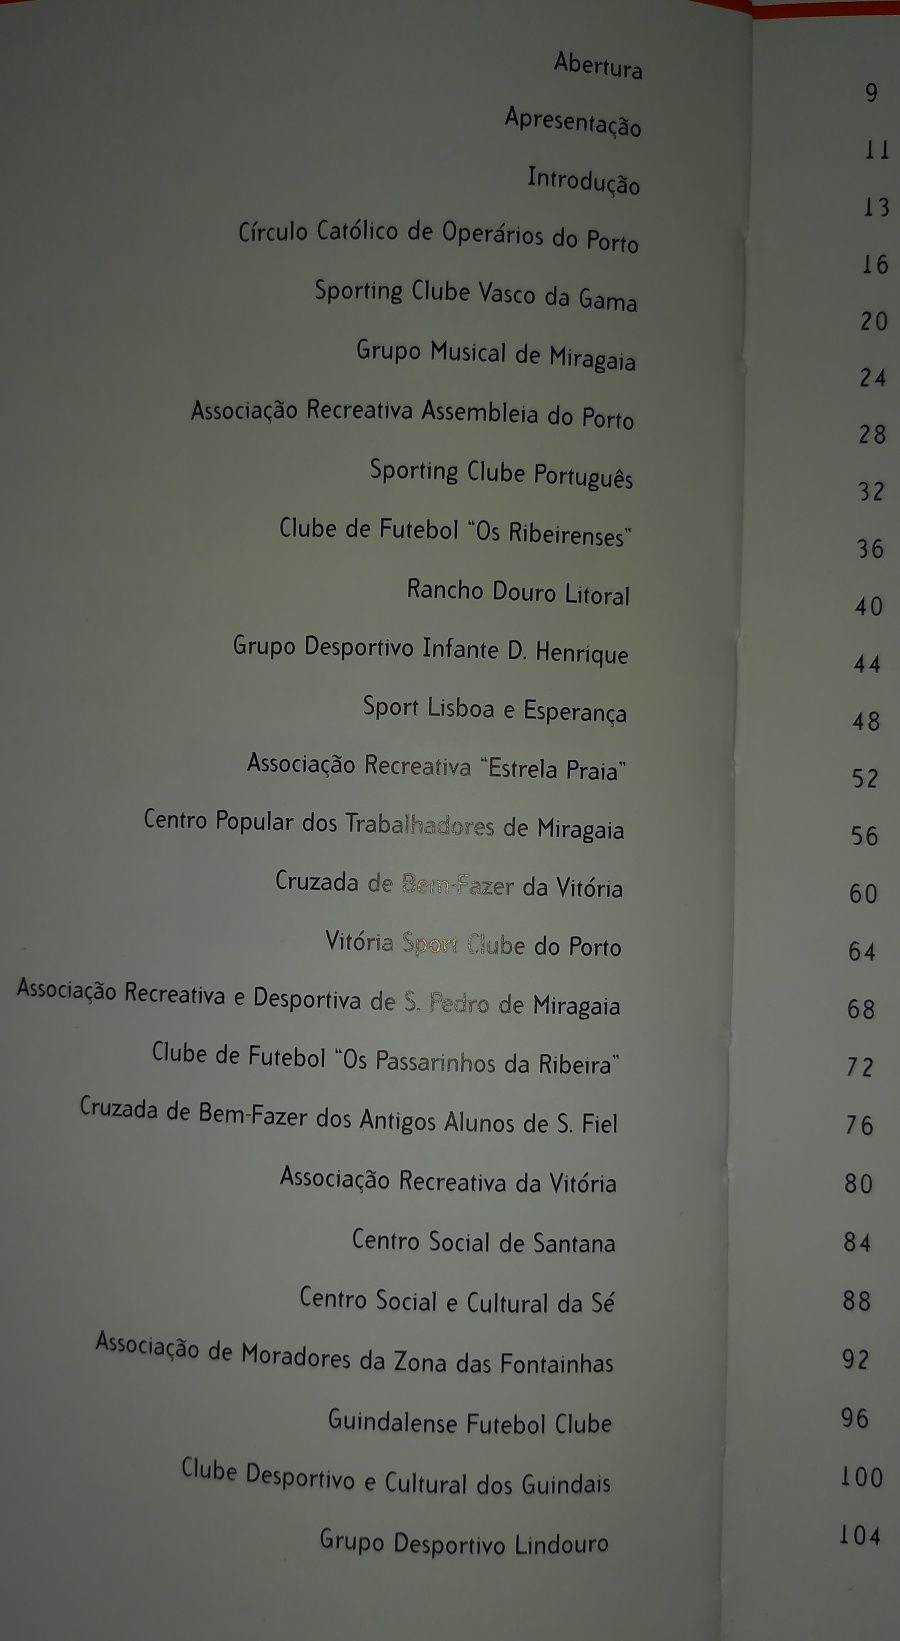 Abertura 9
Apresentação 11
Introdução 13
Círculo Católico de Operários do Porto 16
Sporting Clube Vasco da Gama 20
Grupo Musical de Miragaia 24
Associação Recreativa Assembleia do Porto 28
Sporting Clube Português 32
Clube de Futebol “Os Ribeirenses” 36
Rancho Douro Litoral 40
Grupo Desportivo Infante D. Henrique 44
Sport Lisboa e Esperança 48
Associação Recreativa “Estrela Praia” 52
Centro Popular dos Trabalhadores de Miragaia 56
Cruzada de Bem-Fazer da Vitória 60
Vitória Sport Clube do Porto 64
Associação Recreativa e Desportiva de S. Pedro de Miragaia 68
Clube de Futebol “Os Passarinhos da Ribeira” 72
Cruzada de Bem-Fazer dos Antigos Alunos de S. Fiel 76
Associação Recreativa da Vitória 80
Centro Social de Santana 84
Centro Social e Cultural da Sé 88
Associação de Moradores da Zona das Fontainhas 92
Guindalense Futebol Clube 96
Clube Desportivo e Cultural dos Guindais 100
Grupo Desportivo Lindouro 104